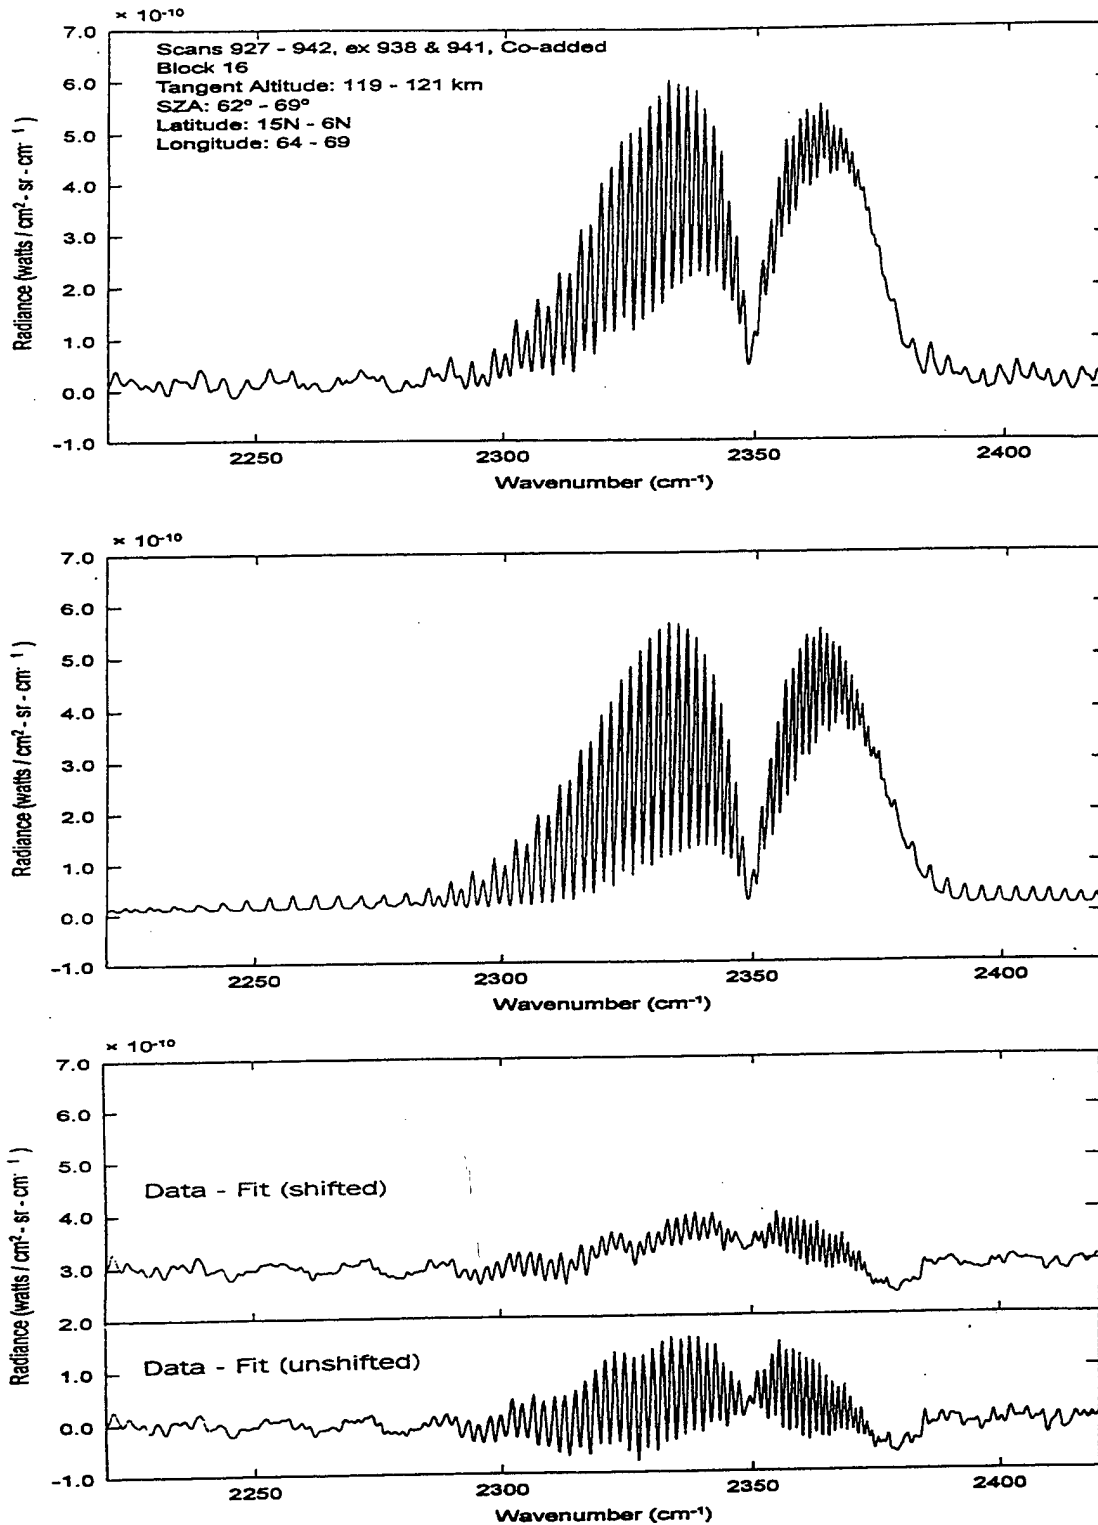 × 10⁻¹⁰
7.0
6.0
5.0
4.0
3.0
2.0
1.0
0.0
-1.0
Radiance (watts / cm² - sr - cm⁻¹)
Scans 927 - 942, ex 938 & 941, Co-added
Block 16
Tangent Altitude: 119 - 121 km
SZA: 62° - 69°
Latitude: 15N - 6N
Longitude: 64 - 69
2250 2300 2350 2400
Wavenumber (cm⁻¹)
× 10⁻¹⁰
7.0
6.0
5.0
4.0
3.0
2.0
1.0
0.0
-1.0
Radiance (watts / cm² - sr - cm⁻¹)
2250 2300 2350 2400
Wavenumber (cm⁻¹)
× 10⁻¹⁰
7.0
6.0
5.0
4.0
3.0
2.0
1.0
0.0
-1.0
Radiance (watts / cm² - sr - cm⁻¹)
Data - Fit (shifted)
Data - Fit (unshifted)
2250 2300 2350 2400
Wavenumber (cm⁻¹)